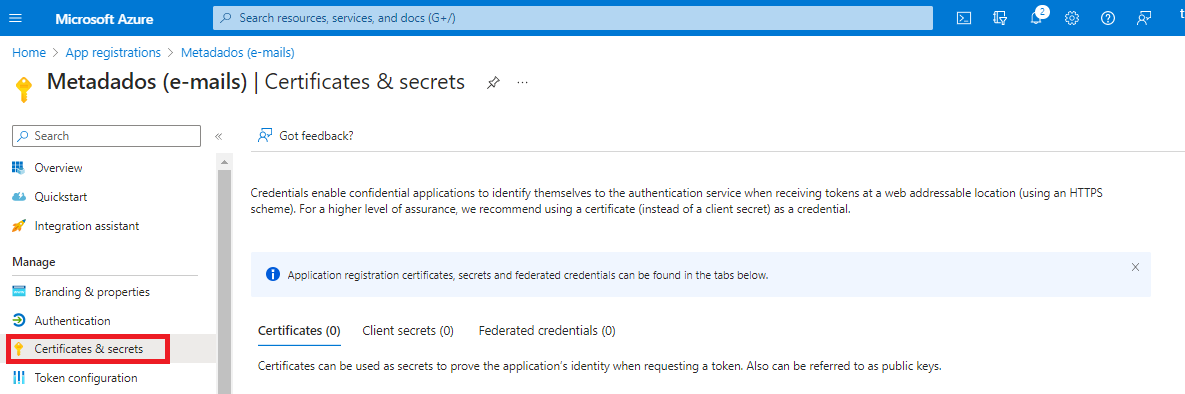 Microsoft Azure
Search resources, services, and docs (G+/)
2
Home > App registrations > Metadados (e-mails)
Metadados (e-mails) | Certificates & secrets
Search
Got feedback?
Overview
Quickstart
Integration assistant
Manage
Branding & properties
Authentication
Certificates & secrets
Token configuration
Credentials enable confidential applications to identify themselves to the authentication service when receiving tokens at a web addressable location (using an HTTPS
scheme). For a higher level of assurance, we recommend using a certificate (instead of a client secret) as a credential.
Application registration certificates, secrets and federated credentials can be found in the tabs below.
Certificates (0) Client secrets (0) Federated credentials (0)
Certificates can be used as secrets to prove the application's identity when requesting a token. Also can be referred to as public keys.